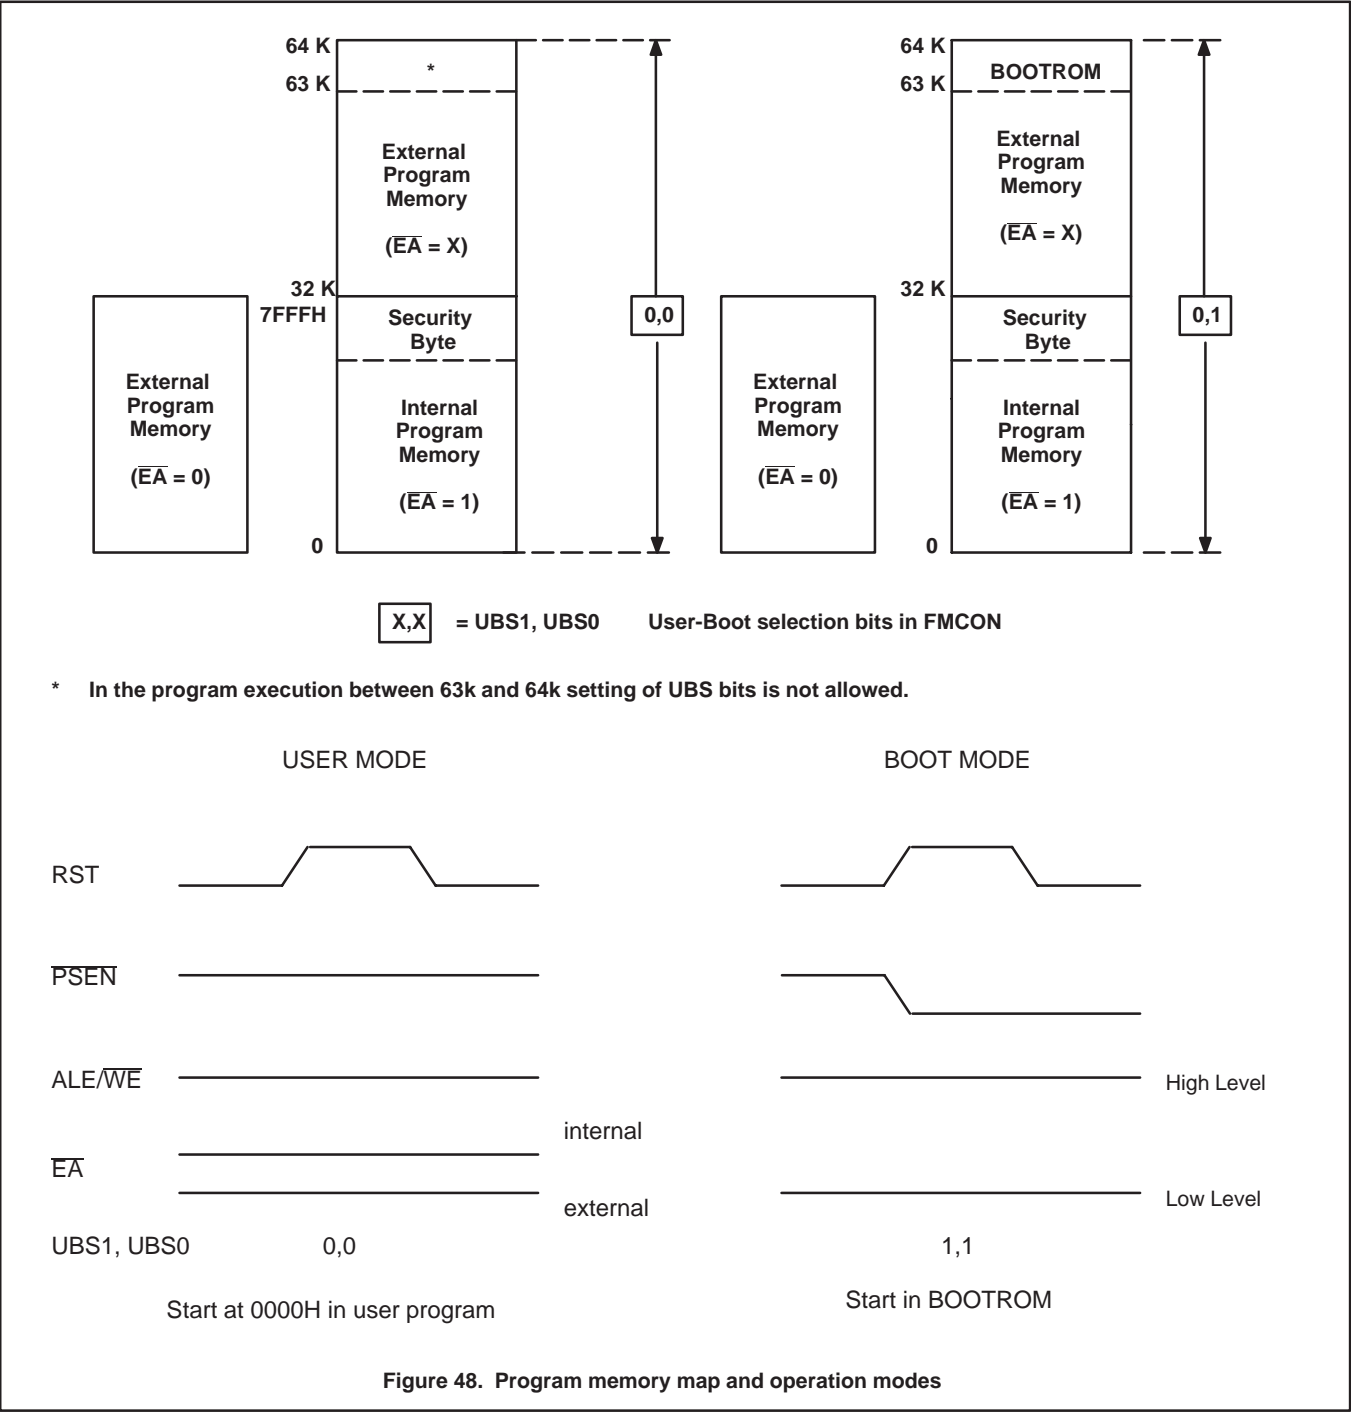 64 K
*
63 K
External
Program
Memory
(EA = X)
32 K
7FFFH
Security
Byte
0,0
External
Program
Memory
(EA = 0)
Internal
Program
Memory
(EA = 1)
0
64 K
BOOTROM
63 K
External
Program
Memory
(EA = X)
32 K
Security
Byte
0,1
External
Program
Memory
(EA = 0)
Internal
Program
Memory
(EA = 1)
0
X,X = UBS1, UBS0 User-Boot selection bits in FMCON
* In the program execution between 63k and 64k setting of UBS bits is not allowed.
USER MODE BOOT MODE
RST
PSEN
ALE/WE High Level
internal
EA
external Low Level
UBS1, UBS0 0,0 1,1
Start at 0000H in user program Start in BOOTROM
Figure 48. Program memory map and operation modes